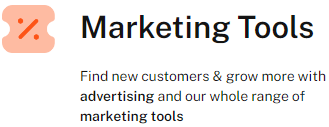 Marketing Tools
Find new customers & grow more with
advertising and our whole range of
marketing tools